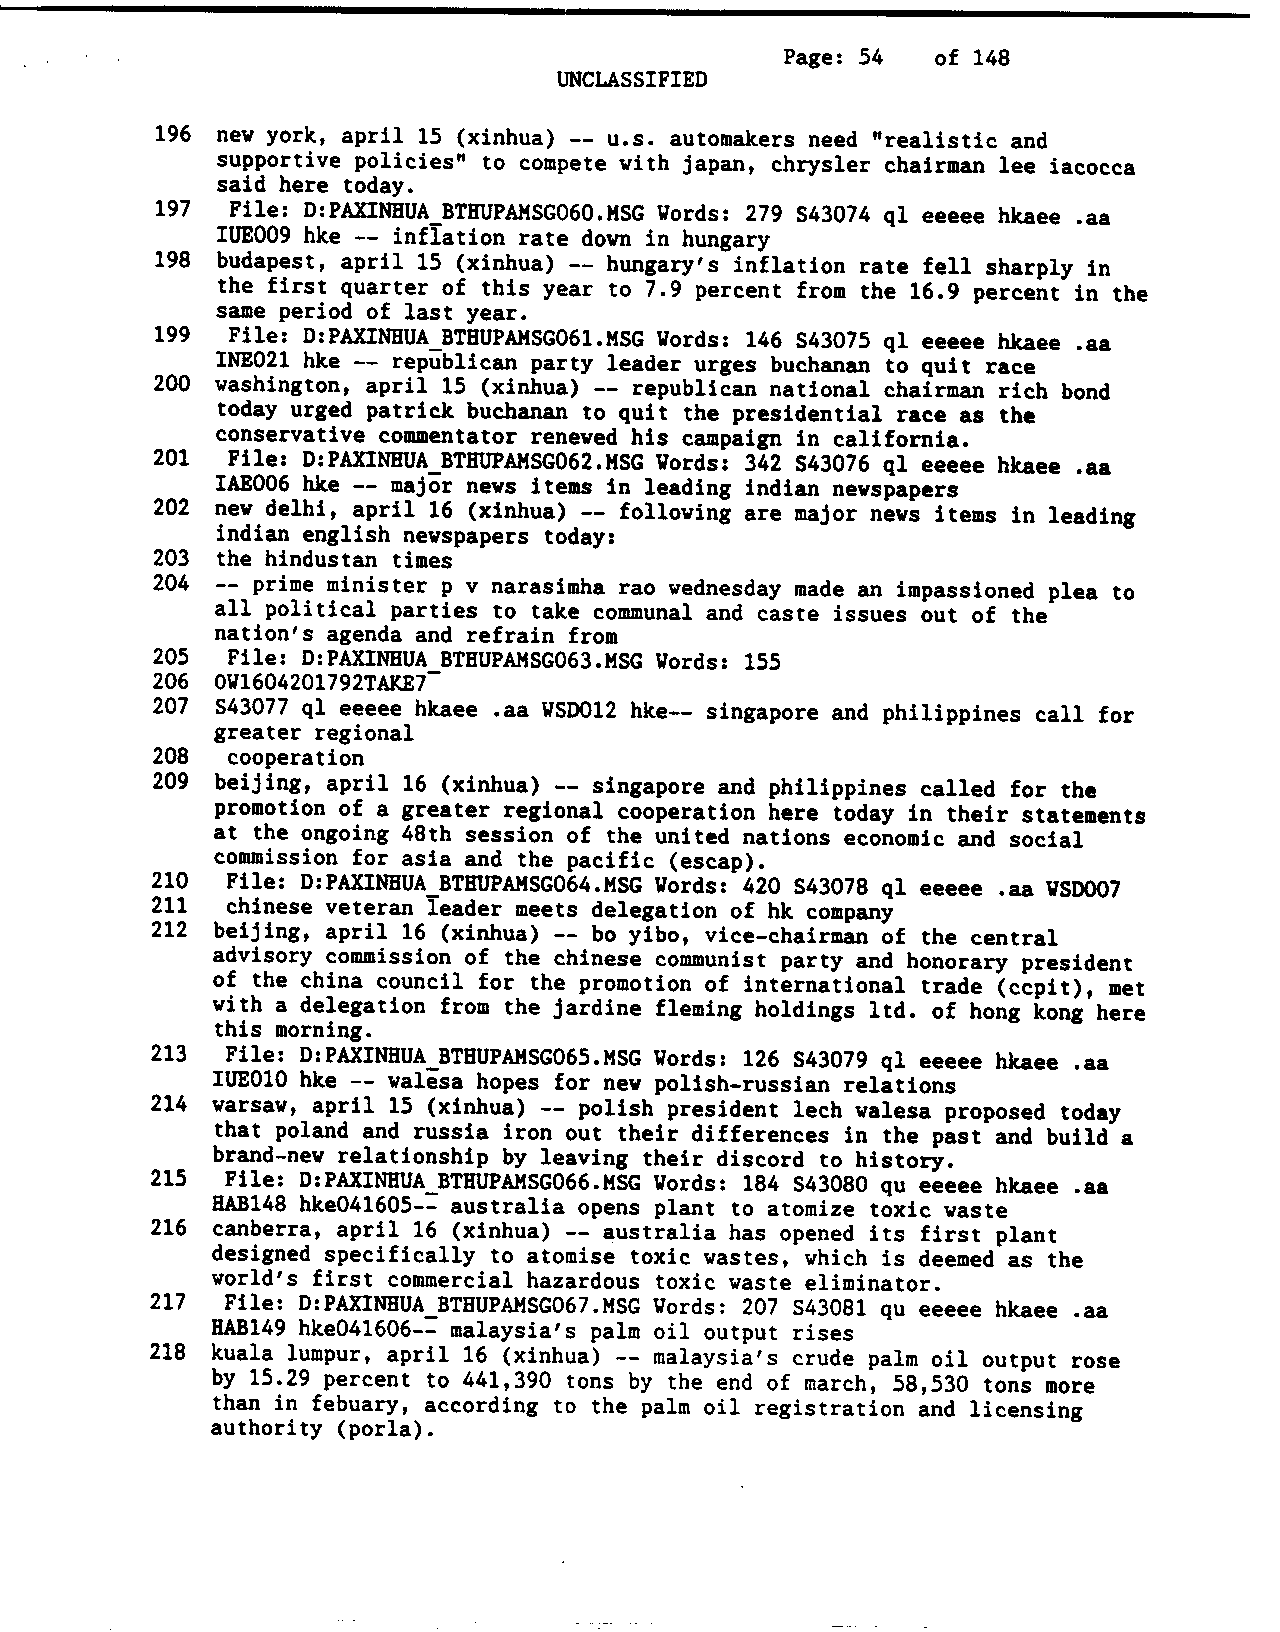 Page: 54 of 148
UNCLASSIFIED
196 new york, april 15 (xinhua) -- u.s. automakers need "realistic and
supportive policies" to compete with japan, chrysler chairman lee iacocca
said here today.
197 File: D:PAXINHUA_BTHUPAMSG060.MSG Words: 279 S43074 ql eeeee hkaee .aa
IUE009 hke -- inflation rate down in hungary
198 budapest, april 15 (xinhua) -- hungary's inflation rate fell sharply in
the first quarter of this year to 7.9 percent from the 16.9 percent in the
same period of last year.
199 File: D:PAXINHUA_BTHUPAMSG061.MSG Words: 146 S43075 ql eeeee hkaee .aa
INE021 hke -- republican party leader urges buchanan to quit race
200 washington, april 15 (xinhua) -- republican national chairman rich bond
today urged patrick buchanan to quit the presidential race as the
conservative commentator renewed his campaign in california.
201 File: D:PAXINHUA_BTHUPAMSG062.MSG Words: 342 S43076 ql eeeee hkaee .aa
IAE006 hke -- major news items in leading indian newspapers
202 new delhi, april 16 (xinhua) -- following are major news items in leading
indian english newspapers today:
203 the hindustan times
204 -- prime minister p v narasimha rao wednesday made an impassioned plea to
all political parties to take communal and caste issues out of the
nation's agenda and refrain from
205 File: D:PAXINHUA_BTHUPAMSG063.MSG Words: 155
206 OW1604201792TAKE7
207 S43077 ql eeeee hkaee .aa WSD012 hke-- singapore and philippines call for
greater regional
208 cooperation
209 beijing, april 16 (xinhua) -- singapore and philippines called for the
promotion of a greater regional cooperation here today in their statements
at the ongoing 48th session of the united nations economic and social
commission for asia and the pacific (escap).
210 File: D:PAXINHUA_BTHUPAMSG064.MSG Words: 420 S43078 ql eeeee .aa WSD007
211 chinese veteran leader meets delegation of hk company
212 beijing, april 16 (xinhua) -- bo yibo, vice-chairman of the central
advisory commission of the chinese communist party and honorary president
of the china council for the promotion of international trade (ccpit), met
with a delegation from the jardine fleming holdings ltd. of hong kong here
this morning.
213 File: D:PAXINHUA_BTHUPAMSG065.MSG Words: 126 S43079 ql eeeee hkaee .aa
IUE010 hke -- walesa hopes for new polish-russian relations
214 warsaw, april 15 (xinhua) -- polish president lech walesa proposed today
that poland and russia iron out their differences in the past and build a
brand-new relationship by leaving their discord to history.
215 File: D:PAXINHUA_BTHUPAMSG066.MSG Words: 184 S43080 qu eeeee hkaee .aa
HAB148 hke041605-- australia opens plant to atomize toxic waste
216 canberra, april 16 (xinhua) -- australia has opened its first plant
designed specifically to atomise toxic wastes, which is deemed as the
world's first commercial hazardous toxic waste eliminator.
217 File: D:PAXINHUA_BTHUPAMSG067.MSG Words: 207 S43081 qu eeeee hkaee .aa
HAB149 hke041606-- malaysia's palm oil output rises
218 kuala lumpur, april 16 (xinhua) -- malaysia's crude palm oil output rose
by 15.29 percent to 441,390 tons by the end of march, 58,530 tons more
than in febuary, according to the palm oil registration and licensing
authority (porla).